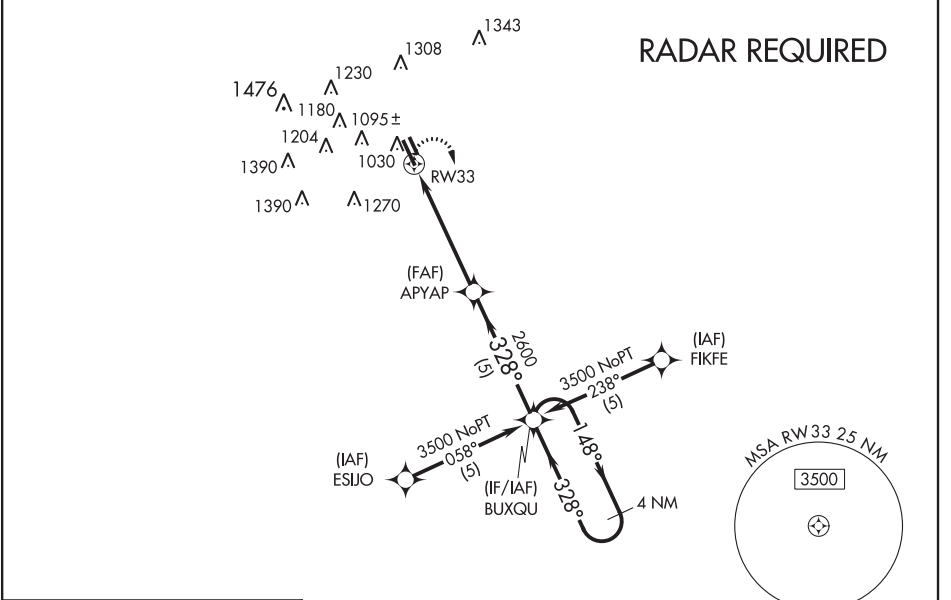 RADAR REQUIRED
1343
1308
1230
1476
1180
1095 ±
1204
1030
1390
RW33
1390
1270
(FAF)
APYAP
2600
328°
(5)
(IAF)
FIKFE
3500 NoPT
238°
(5)
3500 NoPT
058°
(5)
(IAF)
ESIJO
(IF/IAF)
BUXQU
148°
328°
4 NM
MSA RW33 25 NM
3500